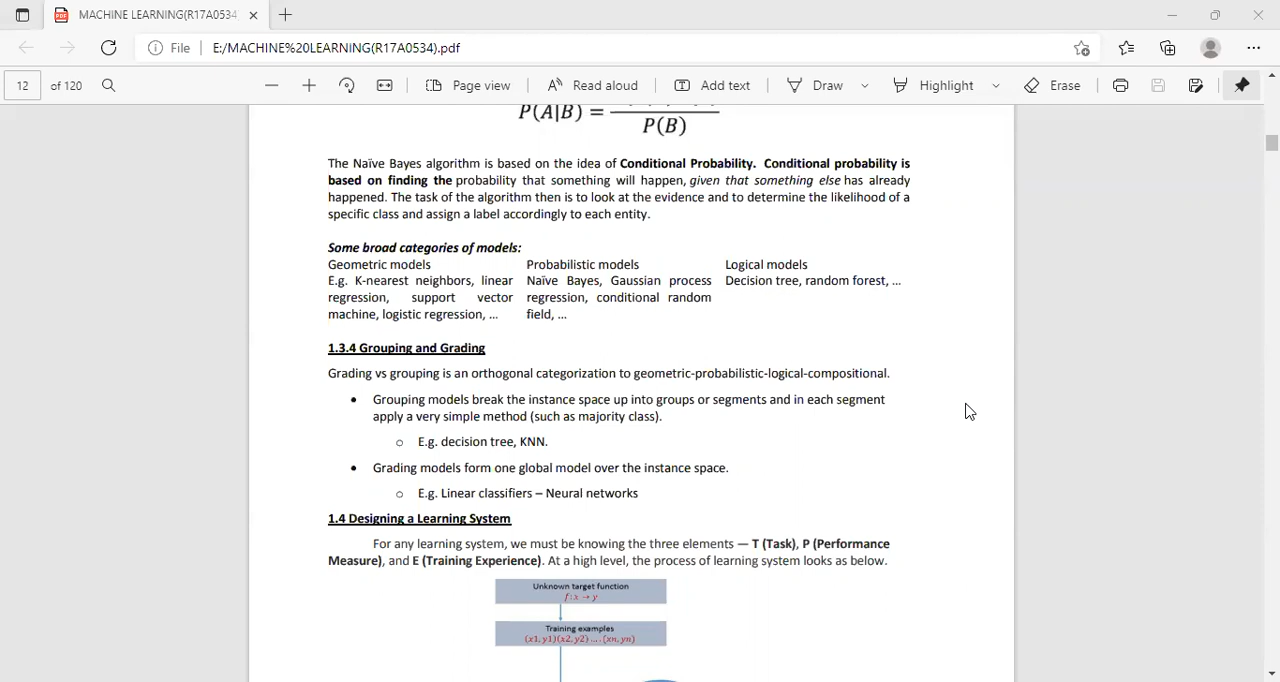 MACHINE LEARNING(R17A0534
File E:/MACHINE%20LEARNING(R17A0534).pdf
12 of 120 Page view Read aloud Add text Draw Highlight Erase
P(A|B) =
P(B)
The Naïve Bayes algorithm is based on the idea of Conditional Probability. Conditional probability is
based on finding the probability that something will happen, given that something else has already
happened. The task of the algorithm then is to look at the evidence and to determine the likelihood of a
specific class and assign a label accordingly to each entity.
Some broad categories of models:
Geometric models Probabilistic models Logical models
E.g. K-nearest neighbors, linear Naïve Bayes, Gaussian process Decision tree, random forest, ...
regression, support vector regression, conditional random
machine, logistic regression, ... field, ...
1.3.4 Grouping and Grading
Grading vs grouping is an orthogonal categorization to geometric-probabilistic-logical-compositional.
• Grouping models break the instance space up into groups or segments and in each segment
apply a very simple method (such as majority class).
o E.g. decision tree, KNN.
• Grading models form one global model over the instance space.
o E.g. Linear classifiers – Neural networks
1.4 Designing a Learning System
For any learning system, we must be knowing the three elements — T (Task), P (Performance
Measure), and E (Training Experience). At a high level, the process of learning system looks as below.
Unknown target function
f: x → y
Training examples
(x1, y1)(x2, y2) .... (xn, yn)